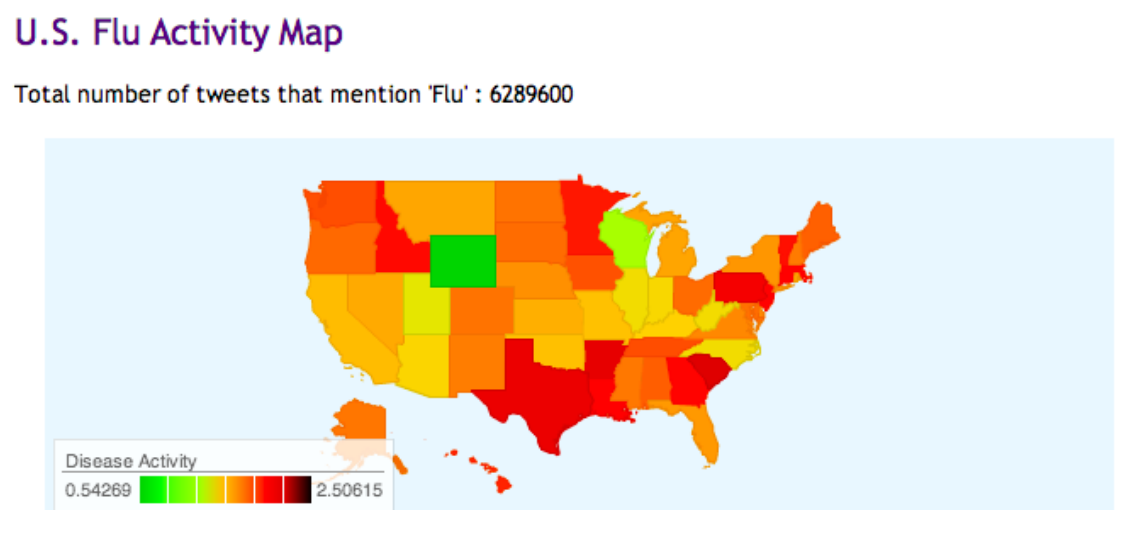 U.S. Flu Activity Map
Total number of tweets that mention 'Flu' : 6289600
Disease Activity
0.54269 2.50615